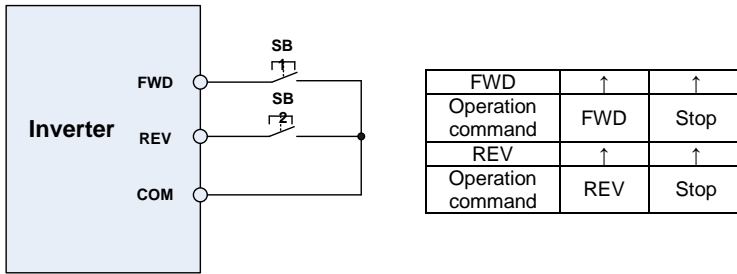 SB
1
FWD
SB
2
REV
Inverter
COM
FWD ↑ ↑
Operation command FWD Stop
REV ↑ ↑
Operation command REV Stop